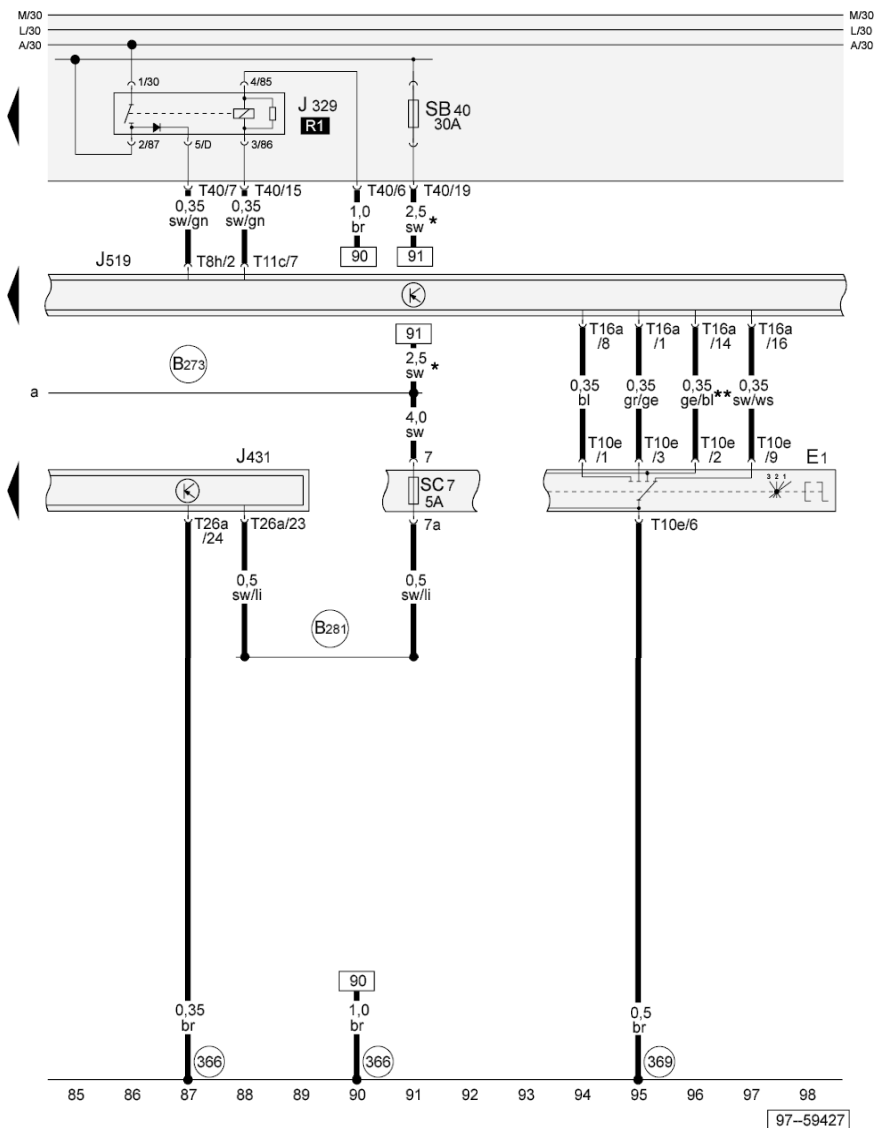 M/30 M/30
L/30 L/30
A/30 A/30
1/30 4/85
J 329 SB 40
R1 30A
2/87 5/D 3/86
T40/7 T40/15 T40/6 T40/19
0,35 0,35 1,0 2,5
sw/gn sw/gn br sw *
90 91
J519 T8h/2 T11c/7
91 T16a T16a T16a T16a
/8 /1 /14 /16
B273 2,5
sw *
0,35 0,35 0,35 0,35
bl gr/ge ge/bl** sw/ws
a
4,0
sw
T10e T10e T10e T10e
/1 /3 /2 /9
J431 7 E1
SC 7 3 2 1
5A
T26a T26a/23 7a T10e/6
/24
0,5 0,5
sw/li sw/li
B281
90
0,35 1,0 0,5
br br br
366 366 369
85 86 87 88 89 90 91 92 93 94 95 96 97 98
97--59427